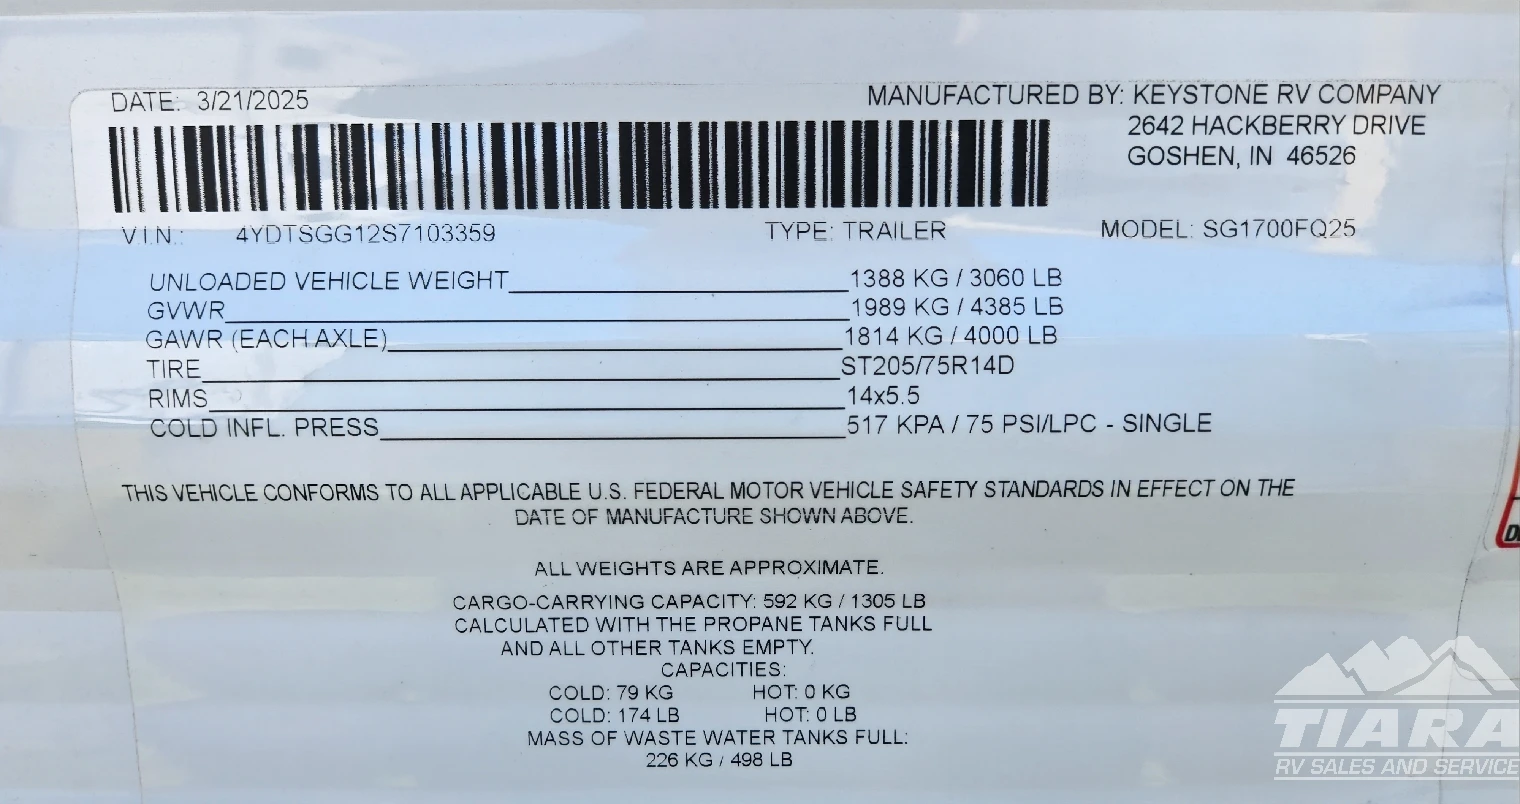 DATE: 3/21/2025
MANUFACTURED BY: KEYSTONE RV COMPANY
2642 HACKBERRY DRIVE
GOSHEN, IN 46526
V.I.N.: 4YDTSGG12S7103359 TYPE: TRAILER MODEL: SG1700FQ25
UNLOADED VEHICLE WEIGHT 1388 KG / 3060 LB
GVWR 1989 KG / 4385 LB
GAWR (EACH AXLE) 1814 KG / 4000 LB
TIRE ST205/75R14D
RIMS 14x5.5
COLD INFL. PRESS 517 KPA / 75 PSI/LPC - SINGLE
THIS VEHICLE CONFORMS TO ALL APPLICABLE U.S. FEDERAL MOTOR VEHICLE SAFETY STANDARDS IN EFFECT ON THE
DATE OF MANUFACTURE SHOWN ABOVE.
ALL WEIGHTS ARE APPROXIMATE.
CARGO-CARRYING CAPACITY: 592 KG / 1305 LB
CALCULATED WITH THE PROPANE TANKS FULL
AND ALL OTHER TANKS EMPTY.
CAPACITIES:
COLD: 79 KG HOT: 0 KG
COLD: 174 LB HOT: 0 LB
MASS OF WASTE WATER TANKS FULL:
226 KG / 498 LB
TIARA
RV SALES AND SERVICE